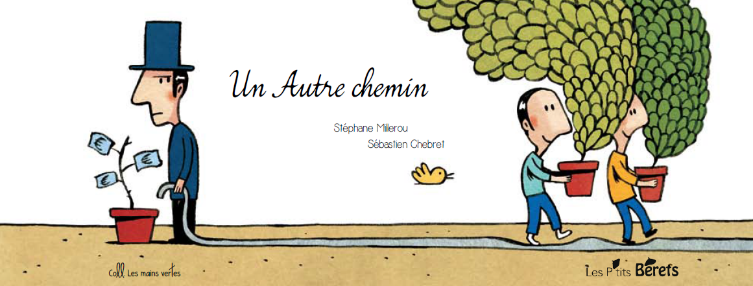 Un Autre chemin
Stéphane Millerou
Sébastien Chebret
Coll. Les mains vertes
Les P'tits Bérets